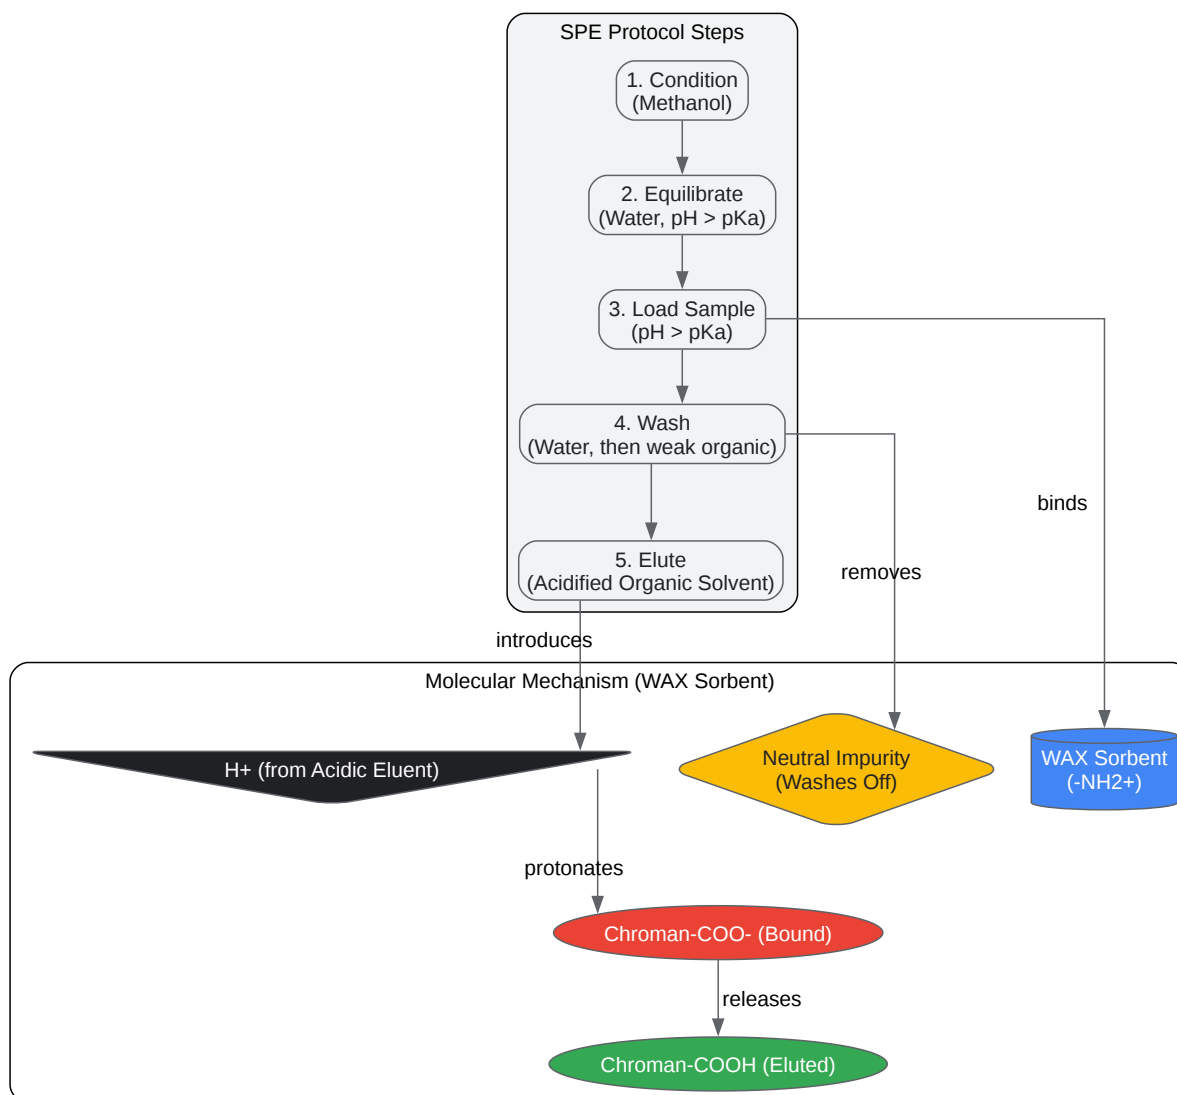 SPE Protocol Steps
1. Condition
(Methanol)
2. Equilibrate
(Water, pH > pKa)
3. Load Sample
(pH > pKa)
4. Wash
(Water, then weak organic)
binds
5. Elute
(Acidified Organic Solvent)
removes
introduces
Molecular Mechanism (WAX Sorbent)
H+ (from Acidic Eluent)
Neutral Impurity
(Washes Off)
WAX Sorbent
(-NH2+)
protonates
Chroman-COO- (Bound)
releases
Chroman-COOH (Eluted)